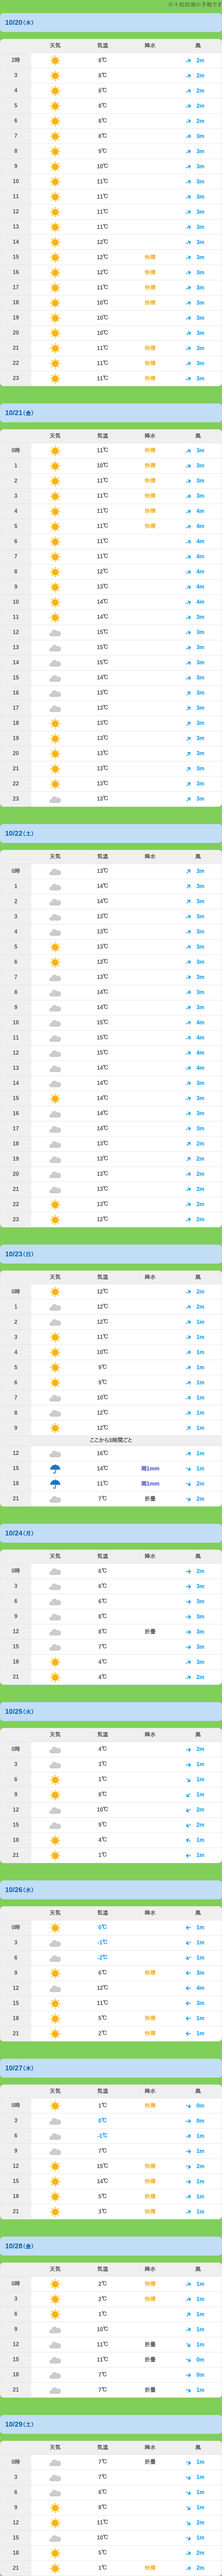 ※十和田湖の予報です
10/20(木)
天気 気温 降水 風
2時 8℃ 2m
3 8℃ 2m
4 8℃ 2m
5 8℃ 2m
6 8℃ 2m
7 8℃ 3m
8 9℃ 3m
9 10℃ 3m
10 11℃ 3m
11 11℃ 3m
12 11℃ 3m
13 11℃ 3m
14 12℃ 3m
15 12℃ 快晴 3m
16 12℃ 快晴 3m
17 11℃ 快晴 3m
18 10℃ 快晴 3m
19 10℃ 3m
20 10℃ 3m
21 11℃ 快晴 3m
22 11℃ 快晴 3m
23 11℃ 快晴 3m
10/21(金)
天気 気温 降水 風
0時 11℃ 快晴 3m
1 10℃ 快晴 3m
2 11℃ 快晴 3m
3 11℃ 快晴 3m
4 11℃ 快晴 4m
5 11℃ 快晴 4m
6 11℃ 4m
7 11℃ 4m
8 12℃ 4m
9 13℃ 4m
10 14℃ 4m
11 14℃ 3m
12 15℃ 3m
13 15℃ 3m
14 15℃ 3m
15 14℃ 3m
16 13℃ 3m
17 13℃ 3m
18 13℃ 3m
19 13℃ 3m
20 13℃ 3m
21 13℃ 3m
22 13℃ 3m
23 13℃ 3m
10/22(土)
天気 気温 降水 風
0時 13℃ 3m
1 14℃ 3m
2 14℃ 3m
3 13℃ 3m
4 13℃ 3m
5 13℃ 3m
6 13℃ 3m
7 13℃ 3m
8 14℃ 3m
9 14℃ 3m
10 15℃ 4m
11 15℃ 4m
12 15℃ 4m
13 14℃ 4m
14 14℃ 3m
15 14℃ 3m
16 14℃ 3m
17 14℃ 3m
18 13℃ 2m
19 13℃ 2m
20 13℃ 2m
21 13℃ 2m
22 13℃ 2m
23 12℃ 2m
10/23(日)
天気 気温 降水 風
0時 12℃ 2m
1 12℃ 2m
2 12℃ 1m
3 11℃ 1m
4 10℃ 1m
5 9℃ 1m
6 9℃ 1m
7 10℃ 1m
8 12℃ 1m
9 12℃ 1m
ここから3時間ごと
12 16℃ 1m
15 14℃ 雨1mm 1m
18 11℃ 雨1mm 2m
21 7℃ 折曇 2m
10/24(月)
天気 気温 降水 風
0時 6℃ 2m
3 6℃ 3m
6 6℃ 3m
9 8℃ 3m
12 8℃ 折曇 3m
15 7℃ 3m
18 4℃ 3m
21 4℃ 2m
10/25(火)
天気 気温 降水 風
0時 4℃ 2m
3 3℃ 1m
6 1℃ 1m
9 8℃ 1m
12 10℃ 2m
15 9℃ 2m
18 4℃ 1m
21 1℃ 1m
10/26(水)
天気 気温 降水 風
0時 0℃ 1m
3 -1℃ 1m
6 -2℃ 1m
9 6℃ 快晴 3m
12 12℃ 4m
15 11℃ 3m
18 5℃ 快晴 1m
21 2℃ 快晴 1m
10/27(木)
天気 気温 降水 風
0時 1℃ 快晴 0m
3 0℃ 0m
6 -1℃ 1m
9 7℃ 1m
12 15℃ 快晴 2m
15 14℃ 快晴 1m
18 5℃ 快晴 1m
21 3℃ 快晴 1m
10/28(金)
天気 気温 降水 風
0時 2℃ 快晴 1m
3 2℃ 快晴 1m
6 1℃ 1m
9 10℃ 1m
12 11℃ 折曇 1m
15 11℃ 折曇 0m
18 7℃ 0m
21 7℃ 折曇 1m
10/29(土)
天気 気温 降水 風
0時 7℃ 折曇 1m
3 7℃ 1m
6 6℃ 1m
9 8℃ 1m
12 11℃ 2m
15 10℃ 1m
18 5℃ 2m
21 1℃ 快晴 2m